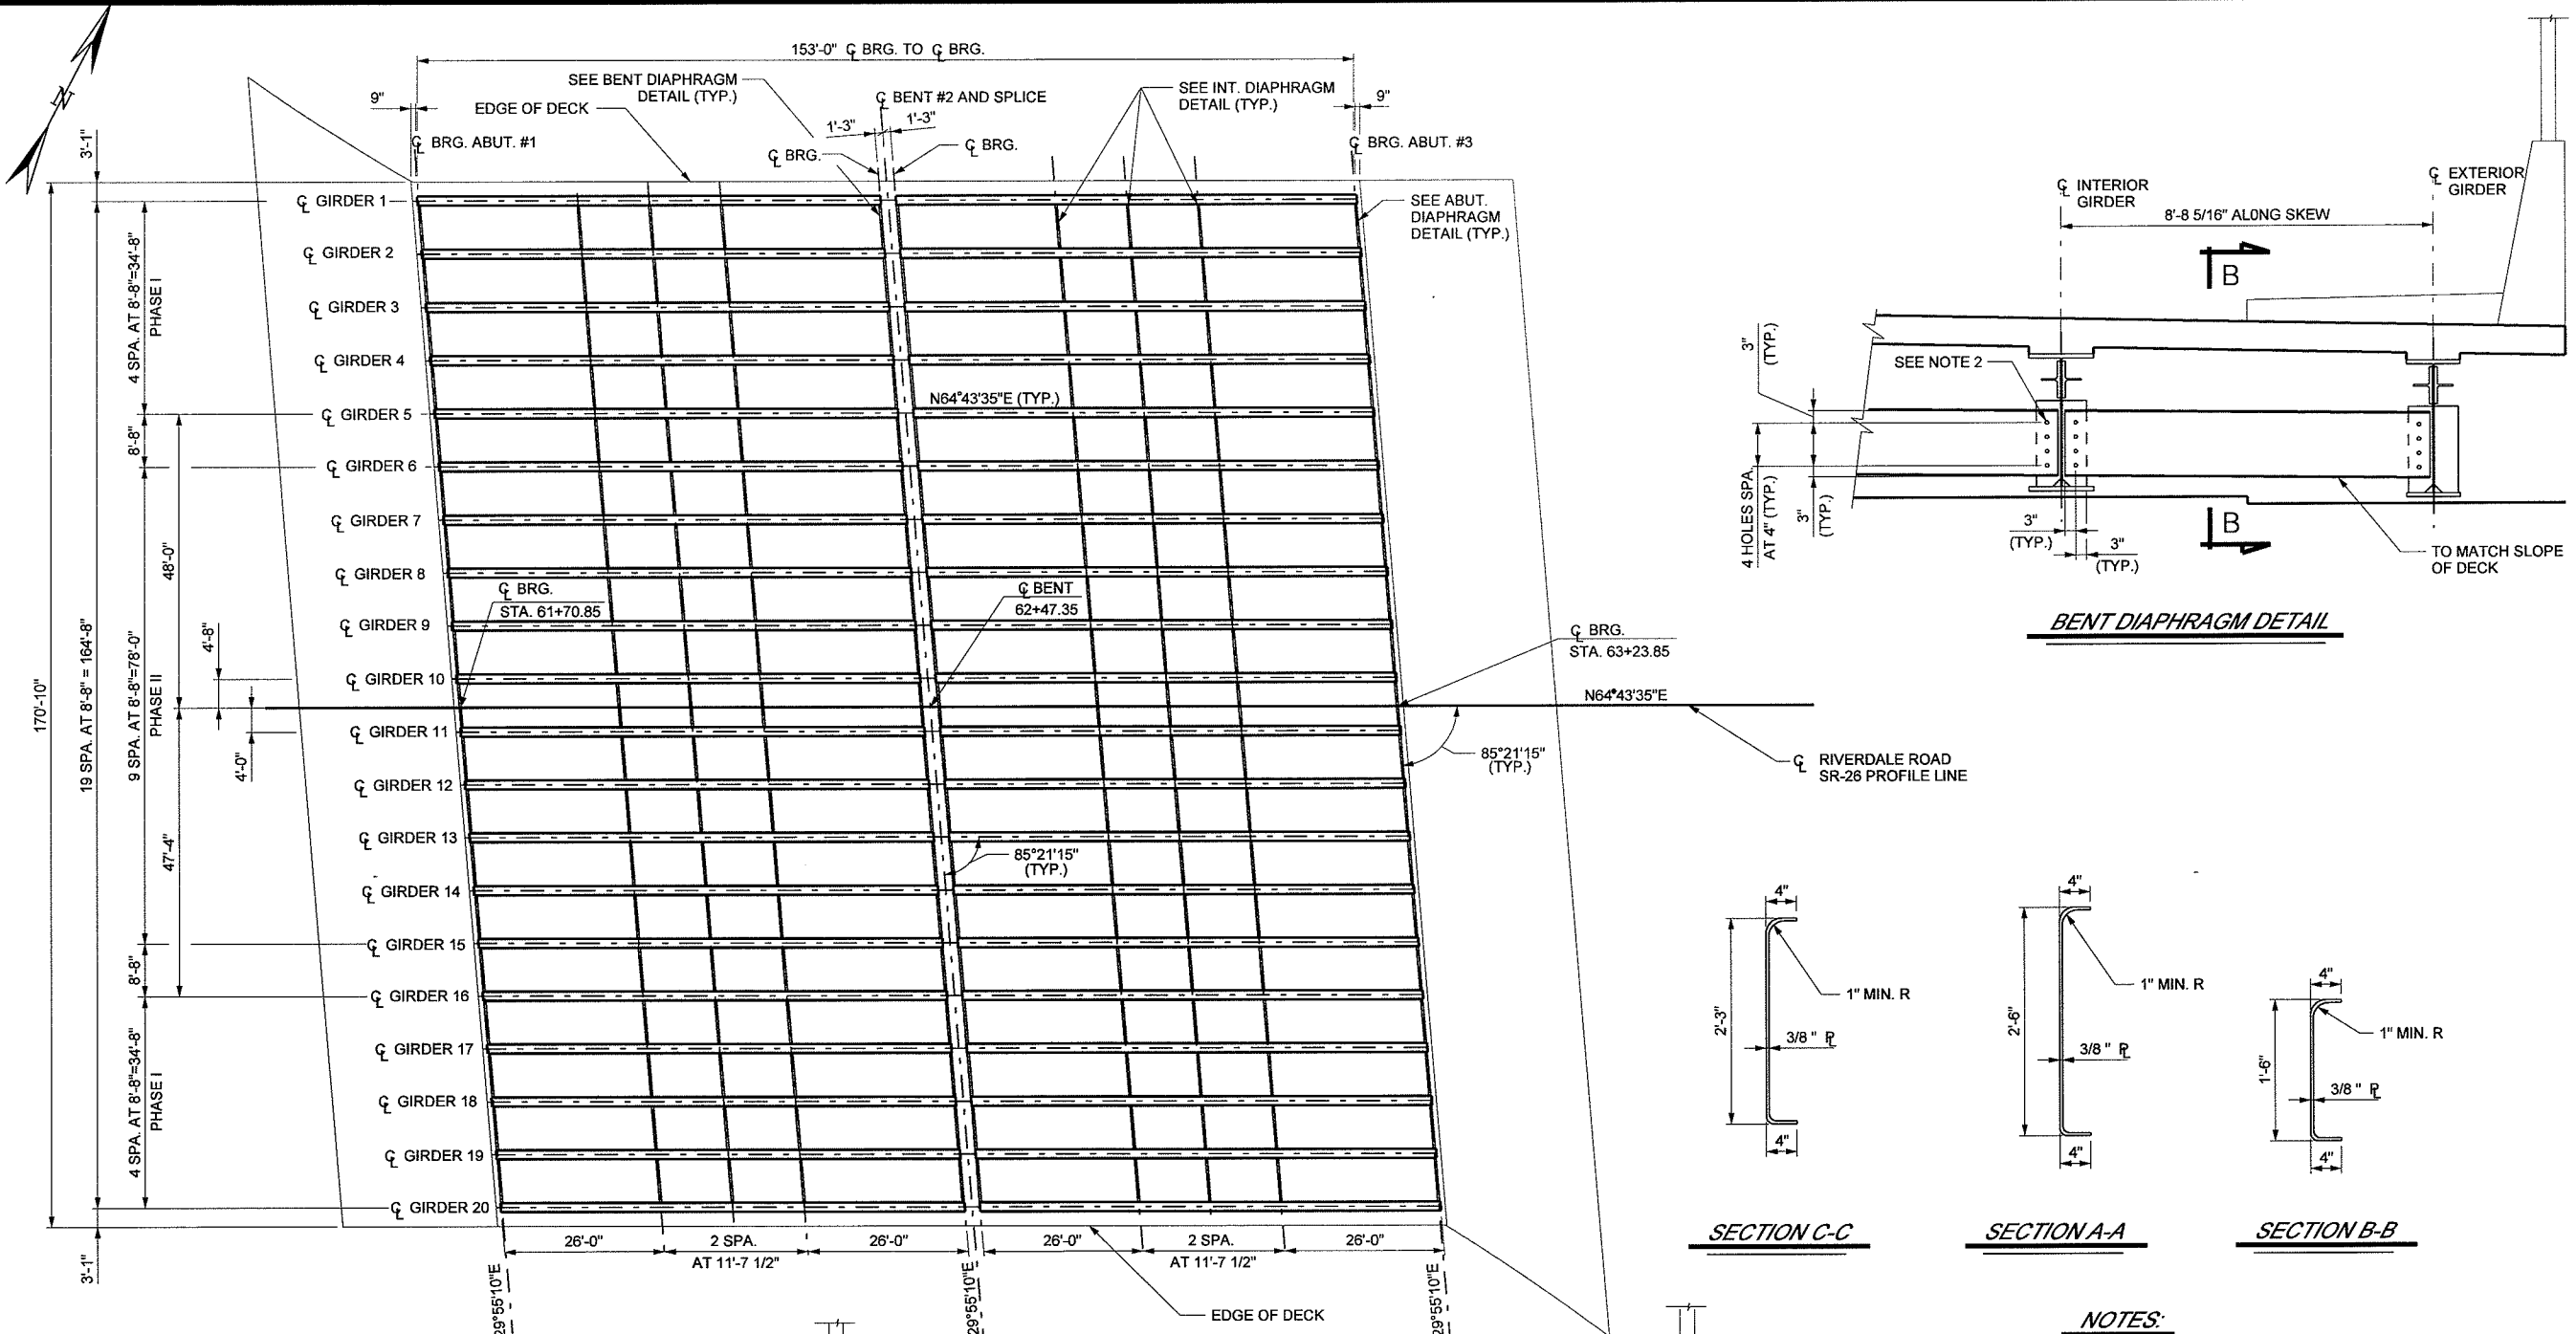 N
153'-0" ℄ BRG. TO ℄ BRG.
9"
SEE BENT DIAPHRAGM
DETAIL (TYP.)
EDGE OF DECK
℄ BENT #2 AND SPLICE
1'-3"
1'-3"
SEE INT. DIAPHRAGM
DETAIL (TYP.)
9"
℄ BRG. ABUT. #1
℄ BRG.
℄ BRG.
℄ BRG. ABUT. #3
SEE ABUT.
DIAPHRAGM
DETAIL (TYP.)
3'-1"
170'-10"
19 SPA. AT 8'-8" = 164'-8"
4 SPA. AT 8'-8"=34'-8"
PHASE I
8'-8"
9 SPA. AT 8'-8"=78'-0"
PHASE II
48'-0"
4'-8"
4'-0"
47'-4"
8'-8"
4 SPA. AT 8'-8"=34'-8"
PHASE I
3'-1"
℄ GIRDER 1
℄ GIRDER 2
℄ GIRDER 3
℄ GIRDER 4
℄ GIRDER 5
℄ GIRDER 6
℄ GIRDER 7
℄ GIRDER 8
℄ GIRDER 9
℄ GIRDER 10
℄ GIRDER 11
℄ GIRDER 12
℄ GIRDER 13
℄ GIRDER 14
℄ GIRDER 15
℄ GIRDER 16
℄ GIRDER 17
℄ GIRDER 18
℄ GIRDER 19
℄ GIRDER 20
N64°43'35"E (TYP.)
℄ BRG.
STA. 61+70.85
℄ BENT
62+47.35
℄ BRG.
STA. 63+23.85
N64°43'35"E
85°21'15"
(TYP.)
℄ RIVERDALE ROAD
SR-26 PROFILE LINE
85°21'15"
(TYP.)
26'-0"
2 SPA.
AT 11'-7 1/2"
26'-0"
26'-0"
2 SPA.
AT 11'-7 1/2"
26'-0"
29°55'10"E
29°55'10"E
29°55'10"E
EDGE OF DECK
℄ INTERIOR
GIRDER
℄ EXTERIOR
GIRDER
8'-8 5/16" ALONG SKEW
B
SEE NOTE 2
3"
(TYP.)
4 HOLES SPA.
AT 4" (TYP.)
3"
(TYP.)
3"
(TYP.)
3"
(TYP.)
B
TO MATCH SLOPE
OF DECK
BENT DIAPHRAGM DETAIL
4"
2'-3"
1" MIN. R
3/8 " ⅊
4"
SECTION C-C
4"
2'-6"
1" MIN. R
3/8 " ⅊
4"
SECTION A-A
4"
1'-6"
1" MIN. R
3/8 " ⅊
4"
SECTION B-B
NOTES: